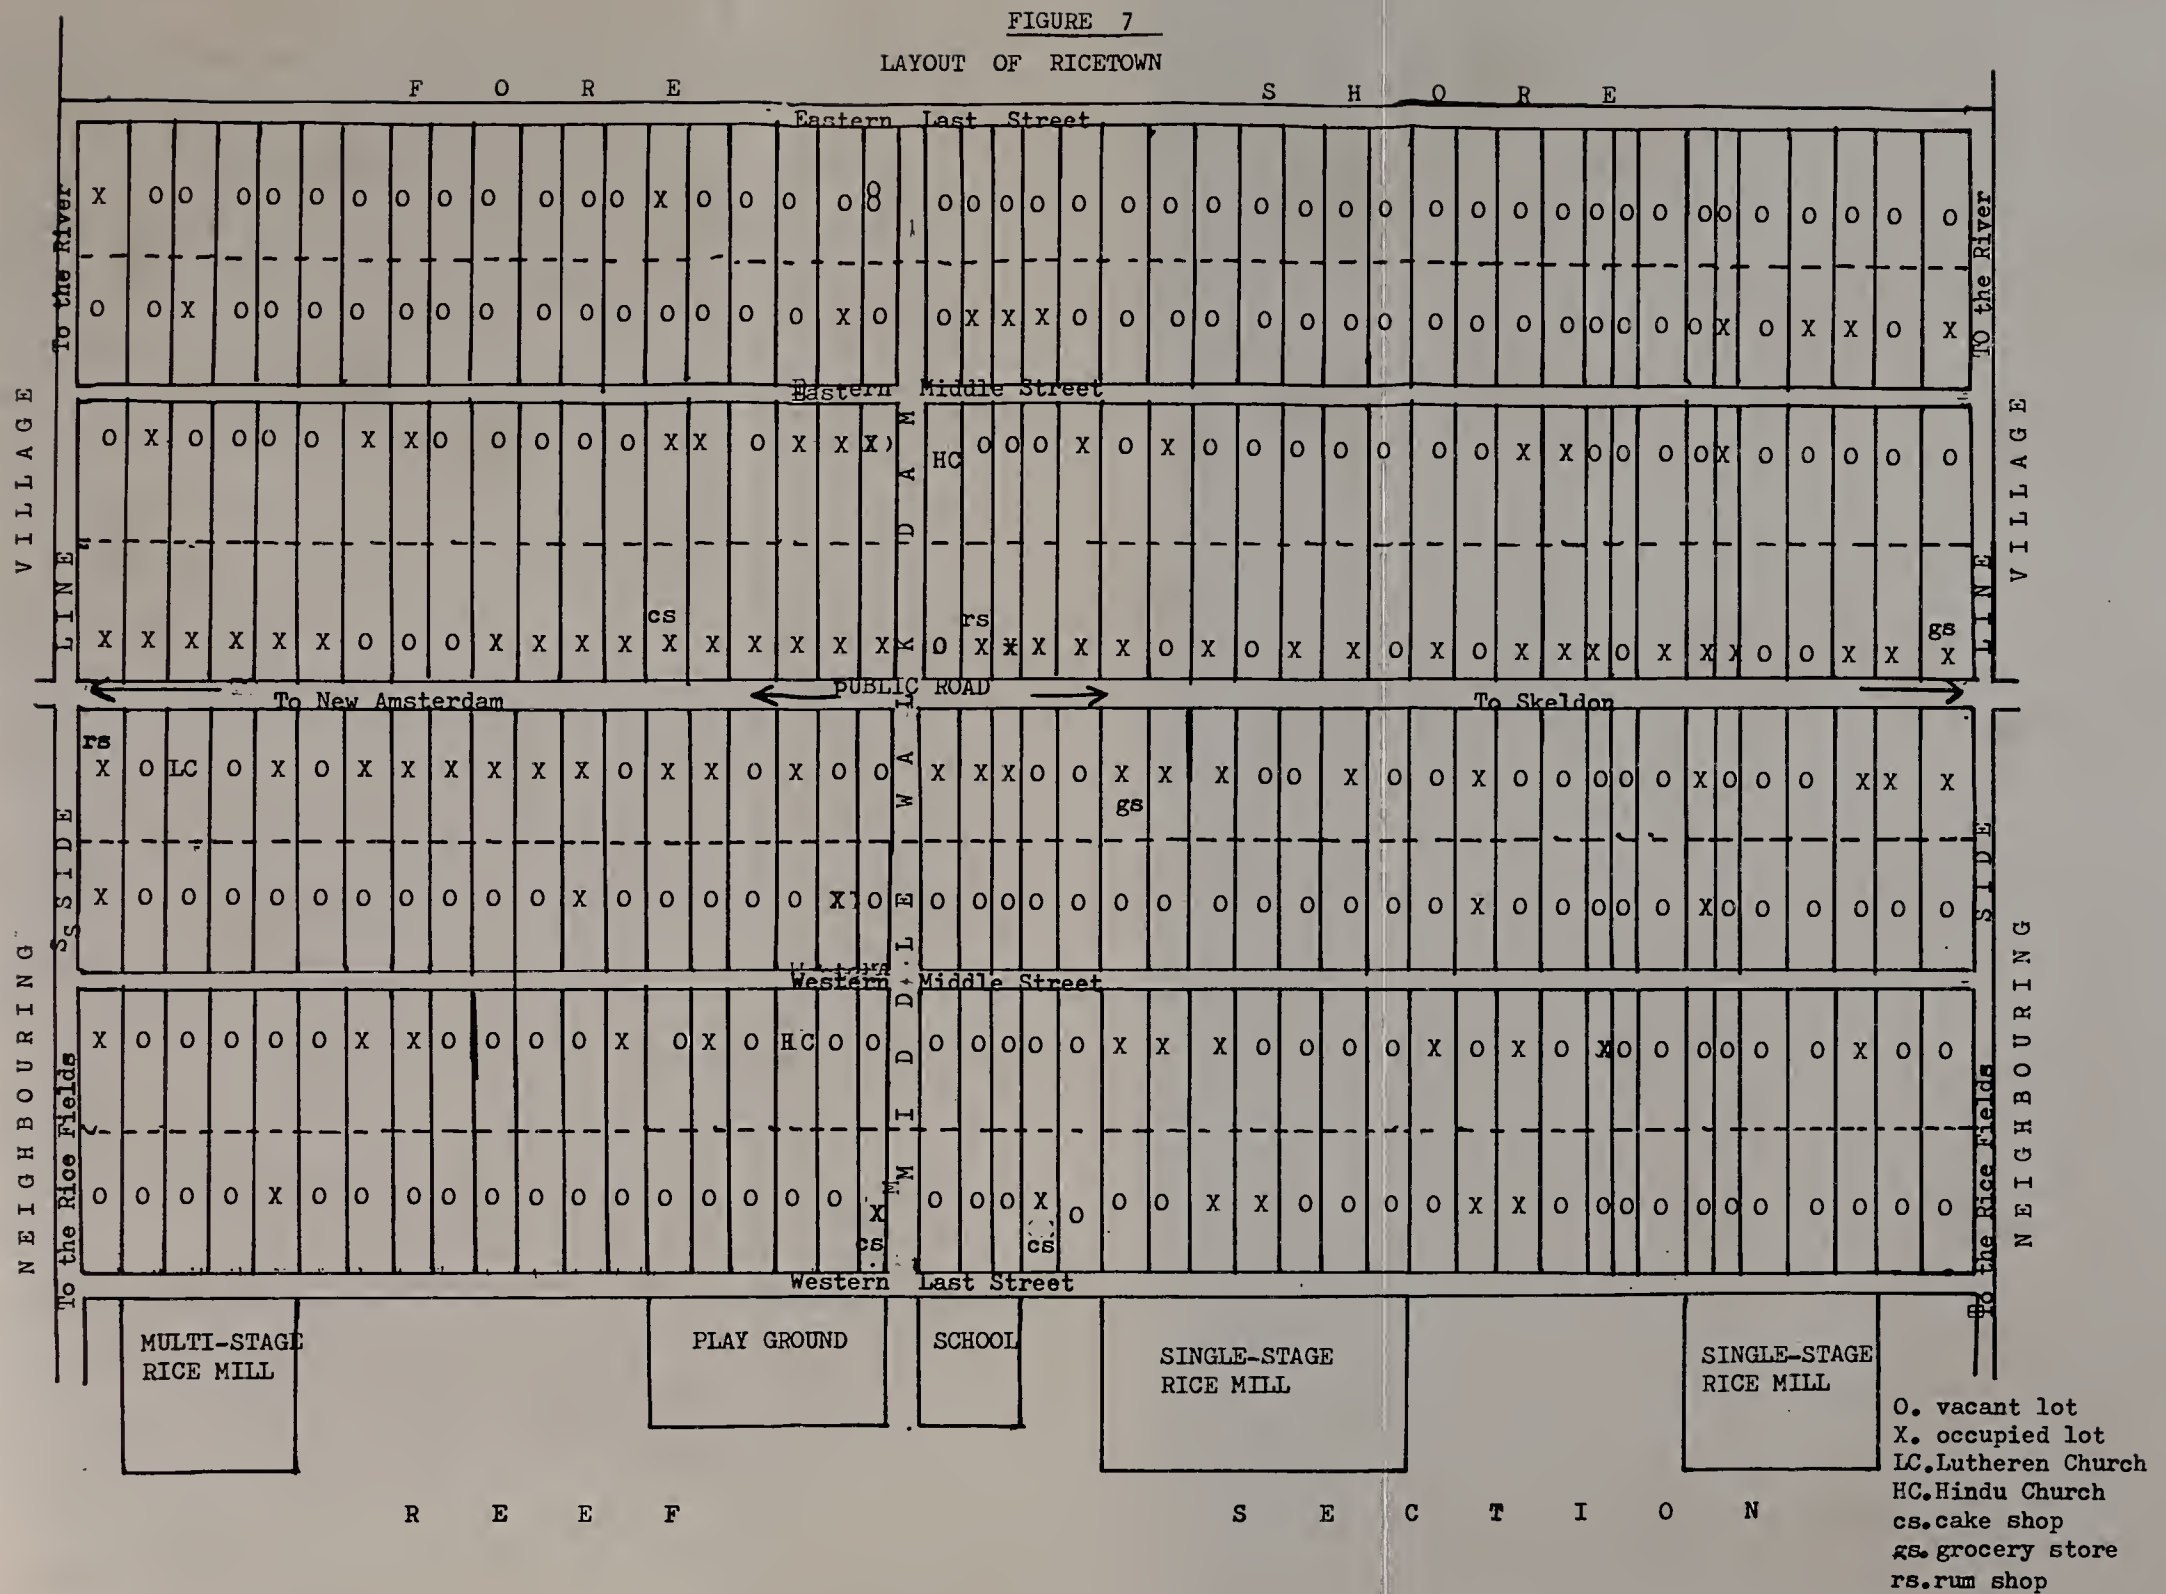 FIGURE 7
LAYOUT OF RICETOWN
F O R E S H O R E
Eastern Last Street
X O O O O O O O O O O O O X O O O O 8 O O O O O O O O O O O O O O O O O O O O O O O O O O
O O X O O O O O O O O O O O O O O X O O X X X O O O O O O O O O O O O O O O O X O X X O X
Eastern Middle Street
O X O O O O X X O O O O O X X O X X X HC O O O X O X O O O O O O O X X O O O O X O O O O O
cs rs gs
X X X X X X O O O X X X X X X X X X X O X X X X X O X O X X O X O X X X O X X X O O X X X
PUBLIC ROAD
To New Amsterdam To Skeldon
rs
X O LC O X O X X X X X X O X X O X O O X X X O O X X X O O X O O X O O O O O X O O O X X X
gs
X O O O O O O O O O O X O O O O O X O O O O O O O O O O O O O O X O O O O O X O O O O O O
Western Middle Street
X O O O O O X X O O O O X O X O HC O O O O O O O X X X O O O O X O X O X O O O O O O X O O
O O O O X O O O O O O O O O O O O O X O O O X O O O X X O O O O X X O O O O O O O O O O O
cs cs
Western Last Street
MIDDLE WALK DAM
To the River
TO the River
SIDE LINE
SIDE LINE
To the Rice Fields
To the Rice Fields
NEIGHBOURING VILLAGE
NEIGHBOURING VILLAGE
MULTI-STAGE
RICE MILL
PLAY GROUND
SCHOOL
SINGLE-STAGE
RICE MILL
SINGLE-STAGE
RICE MILL
R E E F S E C T I O N
O. vacant lot
X. occupied lot
LC.Lutheren Church
HC.Hindu Church
cs.cake shop
gs.grocery store
rs.rum shop